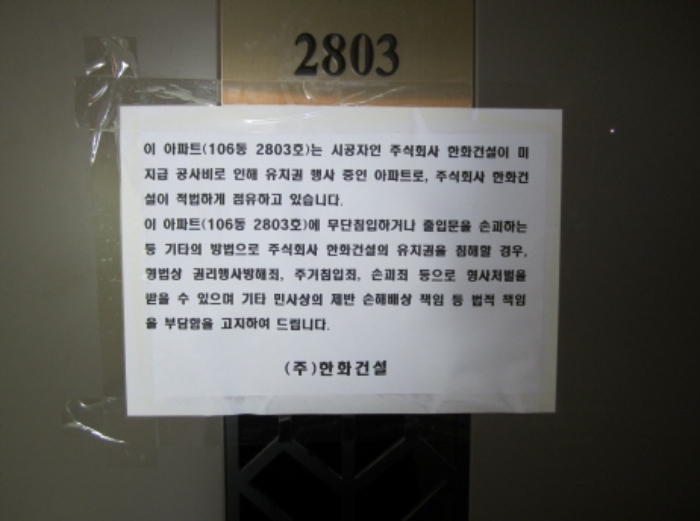 2803
이 아파트(106동 2803호)는 시공자인 주식회사 한화건설이 미
지급 공사비로 인해 유치권 행사 중인 아파트로, 주식회사 한화건
설이 적법하게 점유하고 있습니다.
이 아파트(106동 2803호)에 무단침입하거나 출입문을 손괴하는
등 기타의 방법으로 주식회사 한화건설의 유치권을 침해할 경우,
형법상 권리행사방해죄, 주거침입죄, 손괴죄 등으로 형사처벌을
받을 수 있으며 기타 민사상의 제반 손해배상 책임 등 법적 책임
을 부담함을 고지하여 드립니다.
(주)한화건설